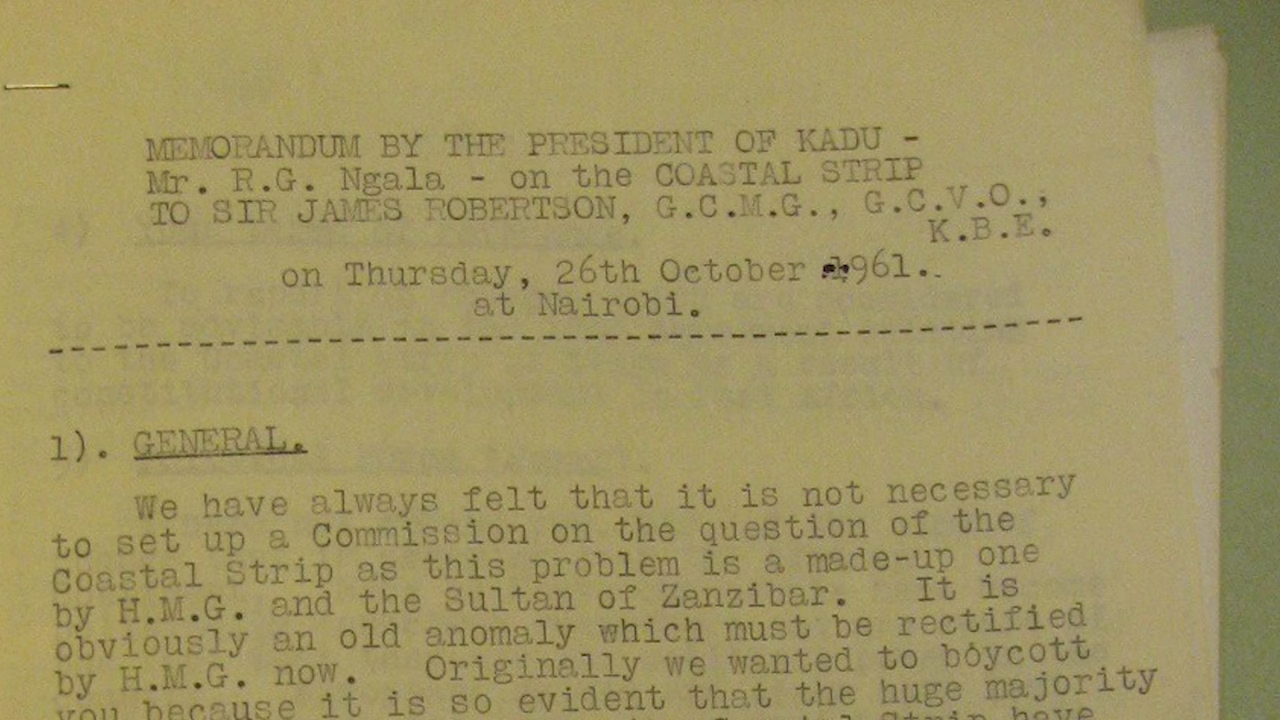 MEMORANDUM BY THE PRESIDENT OF KADU -
Mr. R.G. Ngala - on the COASTAL STRIP
TO SIR JAMES ROBERTSON, G.C.M.G., G.C.V.O.,
K.B.E.
on Thursday, 26th October 1961.
at Nairobi.
1). GENERAL.
We have always felt that it is not necessary
to set up a Commission on the question of the
Coastal Strip as this problem is a made-up one
by H.M.G. and the Sultan of Zanzibar. It is
obviously an old anomaly which must be rectified
by H.M.G. now. Originally we wanted to boycott
you because it is so evident that the huge majority
Coastal Strip have